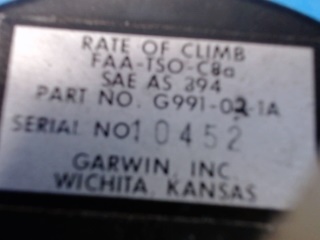 RATE OF CLIMB
FAA-TSO-C8a
SAE AS 394
PART NO. G991-02-1A
SERIAL NO 10452
GARWIN, INC.
WICHITA, KANSAS